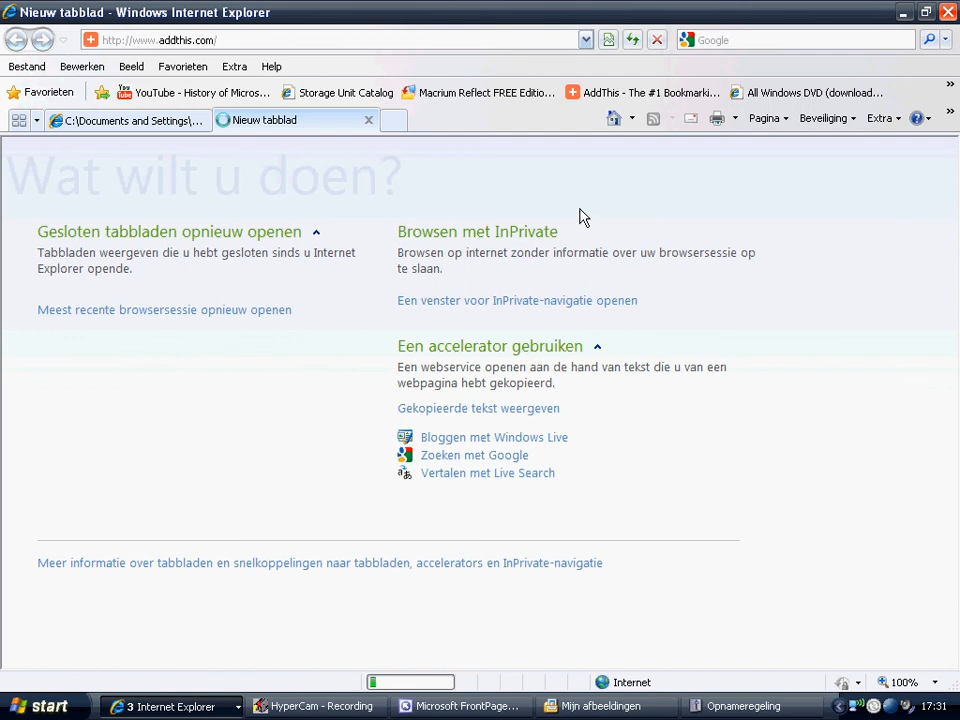 Nieuw tabblad - Windows Internet Explorer
http://www.addthis.com/
Google
Bestand Bewerken Beeld Favorieten Extra Help
Favorieten YouTube - History of Micros... Storage Unit Catalog Macrium Reflect FREE Editio... AddThis - The #1 Bookmarki... All Windows DVD (download... »
C:\Documents and Settings\... Nieuw tabblad Pagina Beveiliging Extra »
Wat wilt u doen?
Gesloten tabbladen opnieuw openen
Tabbladen weergeven die u hebt gesloten sinds u Internet
Explorer opende.
Meest recente browsersessie opnieuw openen
Browsen met InPrivate
Browsen op internet zonder informatie over uw browsersessie op
te slaan.
Een venster voor InPrivate-navigatie openen
Een accelerator gebruiken
Een webservice openen aan de hand van tekst die u van een
webpagina hebt gekopieerd.
Gekopieerde tekst weergeven
Bloggen met Windows Live
Zoeken met Google
Vertalen met Live Search
Meer informatie over tabbladen en snelkoppelingen naar tabbladen, accelerators en InPrivate-navigatie
Internet 100%
start 3 Internet Explorer HyperCam - Recording Microsoft FrontPage... Mijn afbeeldingen Opnameregeling 17:31